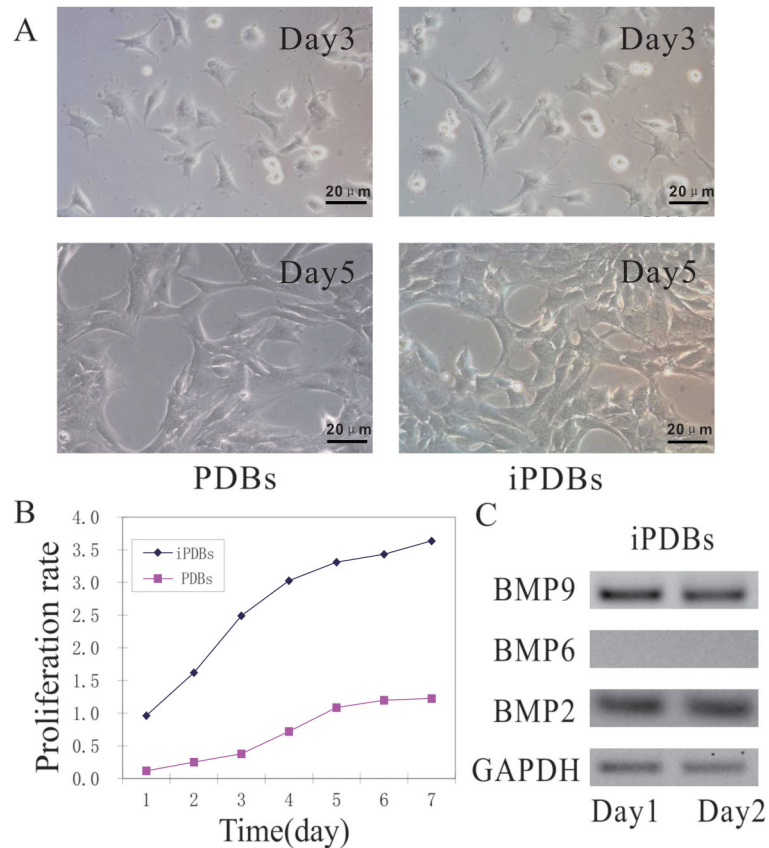 A
Day3
Day3
20 μm
20 μm
Day5
Day5
20 μm
20 μm
PDBs
iPDBs
B
4.0
3.5
3.0
2.5
2.0
1.5
1.0
0.5
0.0
Proliferation rate
iPDBs
PDBs
1 2 3 4 5 6 7
Time(day)
C
iPDBs
BMP9
BMP6
BMP2
GAPDH
Day1 Day2